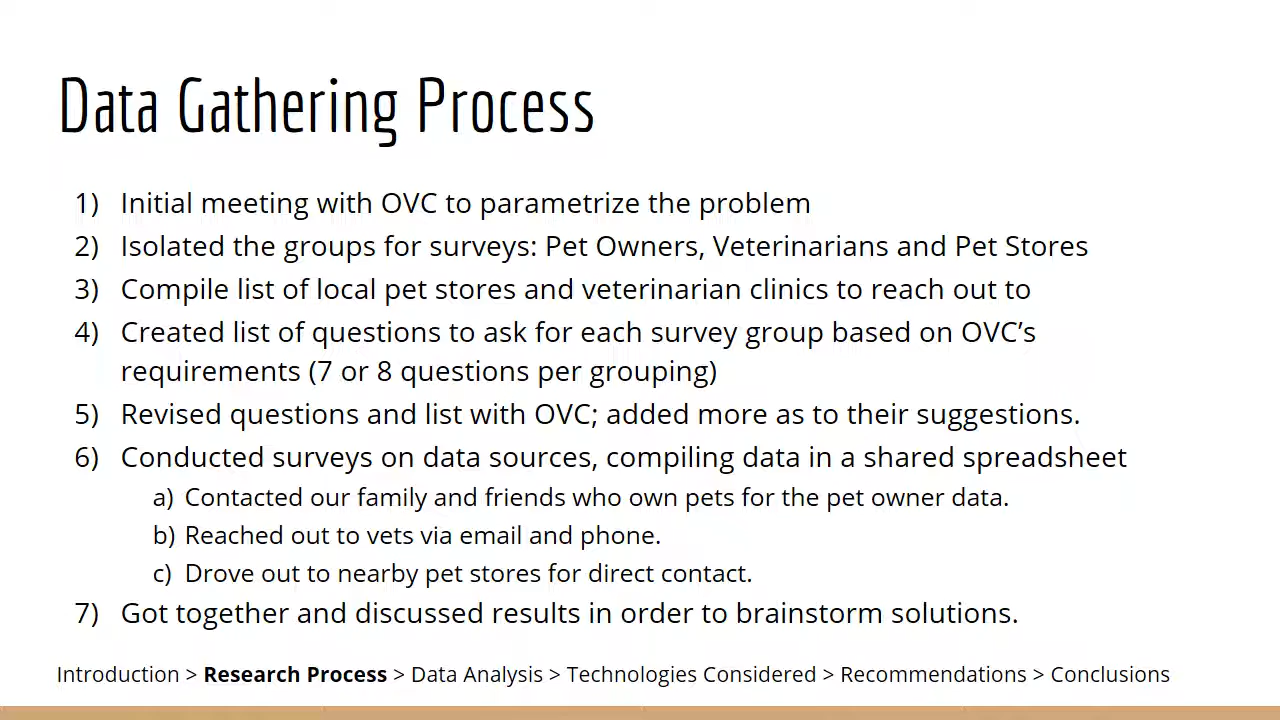 Data Gathering Process
1) Initial meeting with OVC to parametrize the problem
2) Isolated the groups for surveys: Pet Owners, Veterinarians and Pet Stores
3) Compile list of local pet stores and veterinarian clinics to reach out to
4) Created list of questions to ask for each survey group based on OVC’s
requirements (7 or 8 questions per grouping)
5) Revised questions and list with OVC; added more as to their suggestions.
6) Conducted surveys on data sources, compiling data in a shared spreadsheet
a) Contacted our family and friends who own pets for the pet owner data.
b) Reached out to vets via email and phone.
c) Drove out to nearby pet stores for direct contact.
7) Got together and discussed results in order to brainstorm solutions.
Introduction > Research Process > Data Analysis > Technologies Considered > Recommendations > Conclusions